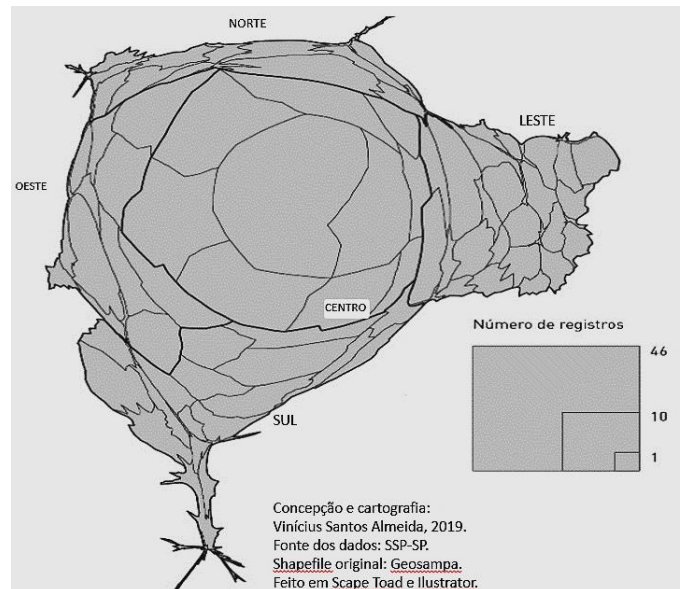 NORTE
LESTE
OESTE
CENTRO
Número de registros
46
10
1
SUL
Concepção e cartografia:
Vinícius Santos Almeida, 2019.
Fonte dos dados: SSP-SP.
Shapefile original: Geosampa.
Feito em Scape Toad e Ilustrator.